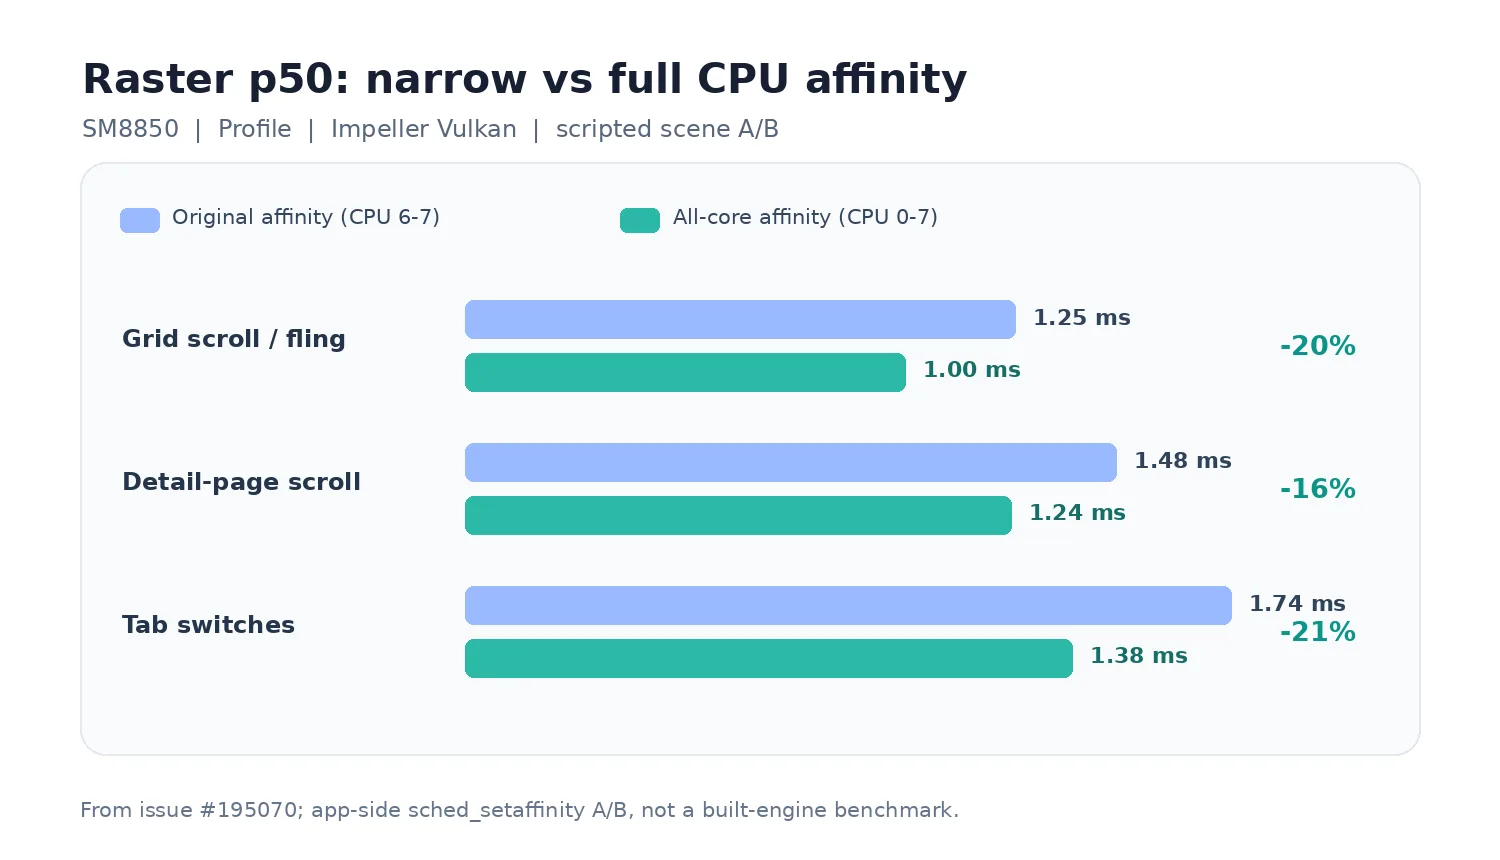 Raster p50: narrow vs full CPU affinity
SM8850 | Profile | Impeller Vulkan | scripted scene A/B
Original affinity (CPU 6-7)
All-core affinity (CPU 0-7)
Grid scroll / fling
1.25 ms
1.00 ms
-20%
Detail-page scroll
1.48 ms
1.24 ms
-16%
Tab switches
1.74 ms
1.38 ms
-21%
From issue #195070; app-side sched_setaffinity A/B, not a built-engine benchmark.